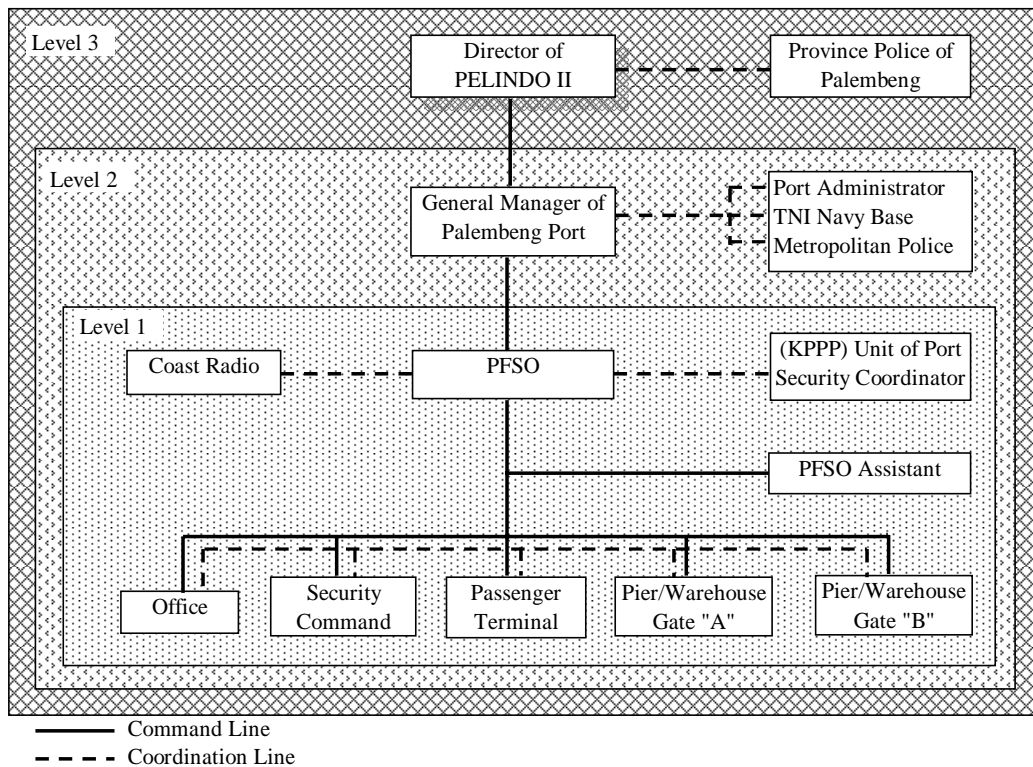 Level 3
Director of
PELINDO II
Province Police of
Palembeng
Level 2
General Manager of
Palembeng Port
Port Administrator
TNI Navy Base
Metropolitan Police
Level 1
Coast Radio
PFSO
(KPPP) Unit of Port
Security Coordinator
PFSO Assistant
Office
Security
Command
Passenger
Terminal
Pier/Warehouse
Gate "A"
Pier/Warehouse
Gate "B"
Command Line
Coordination Line